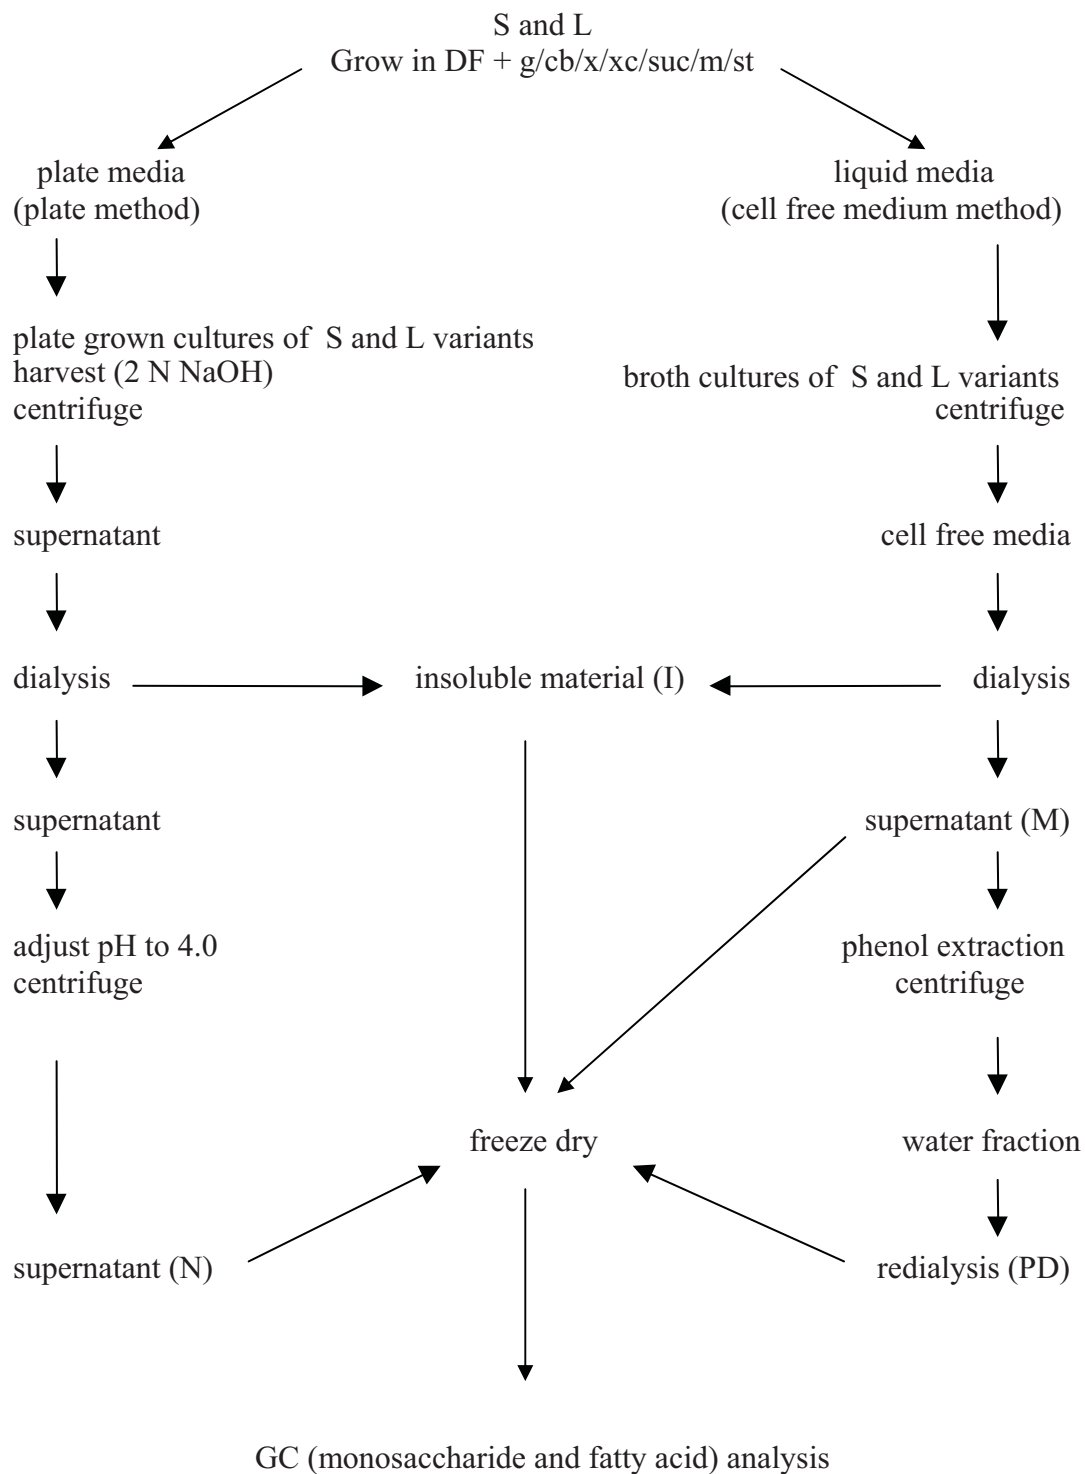 S and L
Grow in DF + g/cb/x/xc/suc/m/st
plate media
(plate method)
liquid media
(cell free medium method)
plate grown cultures of S and L variants
harvest (2 N NaOH)
centrifuge
broth cultures of S and L variants
centrifuge
supernatant
cell free media
dialysis
insoluble material (I)
dialysis
supernatant
supernatant (M)
adjust pH to 4.0
centrifuge
phenol extraction
centrifuge
freeze dry
water fraction
supernatant (N)
redialysis (PD)
GC (monosaccharide and fatty acid) analysis